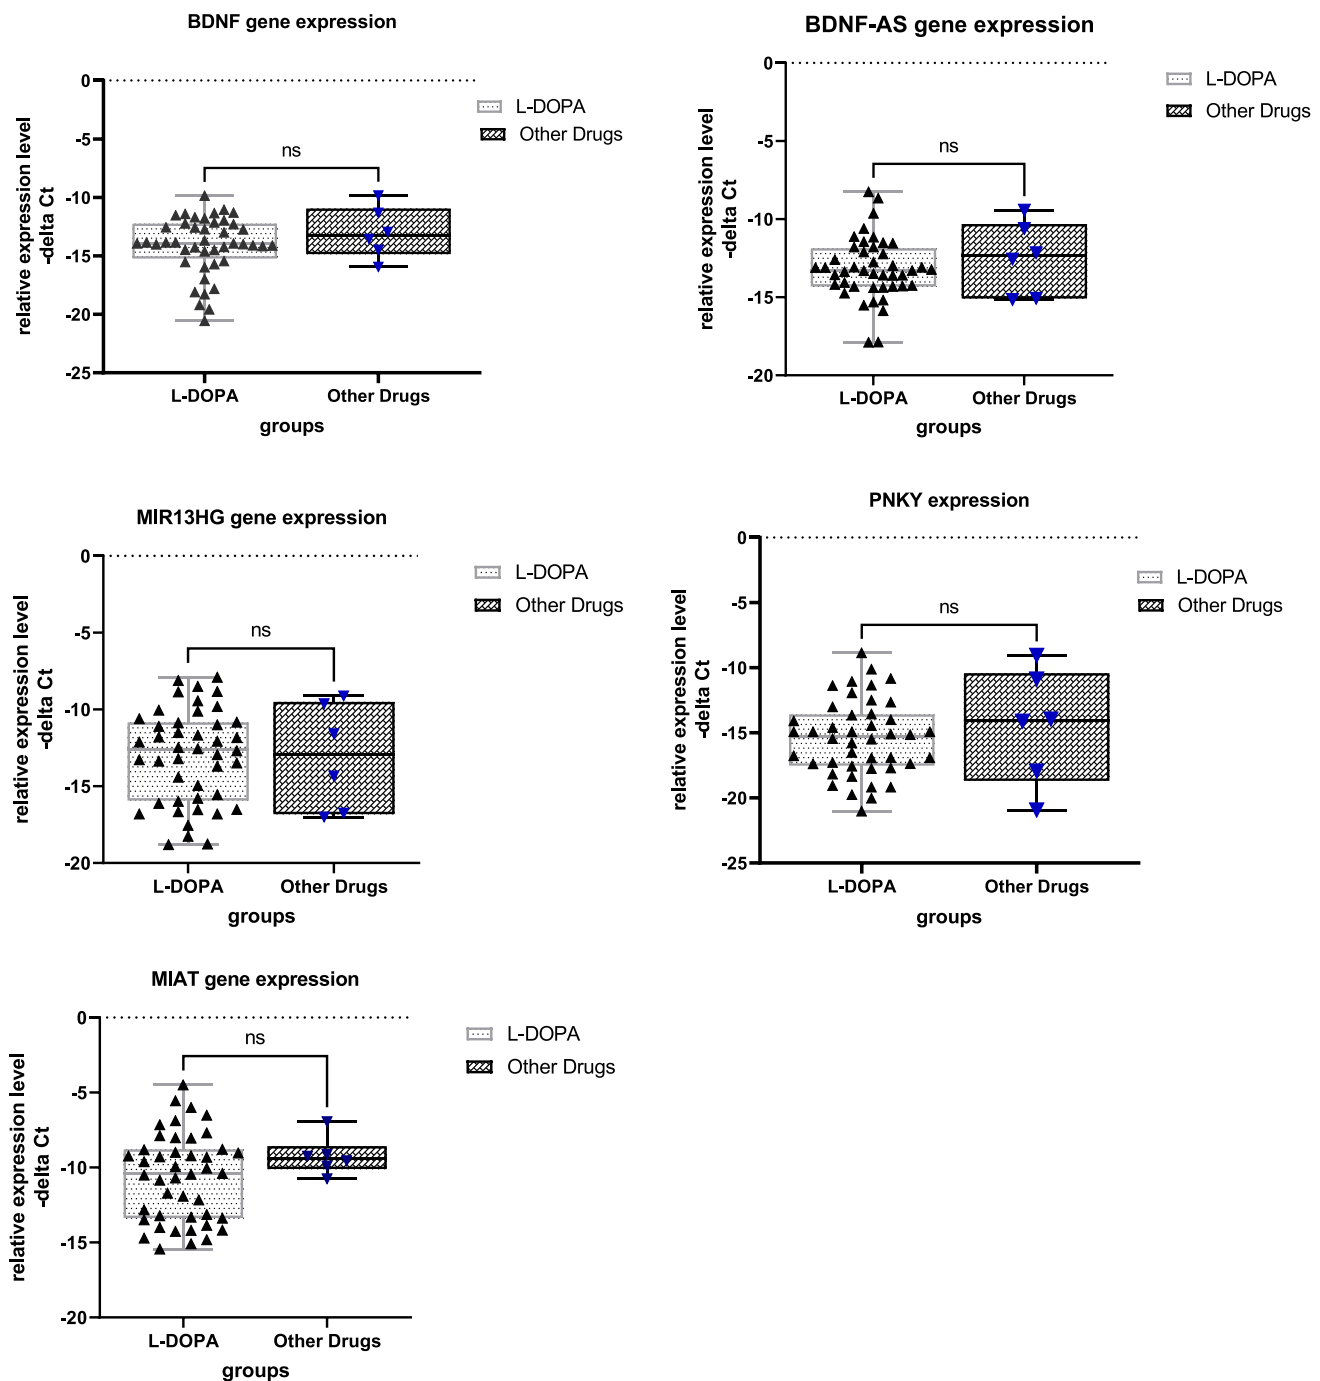 BDNF gene expression
0
-5
-10
-15
-20
-25
relative expression level
-delta Ct
ns
L-DOPA
Other Drugs
L-DOPA
Other Drugs
groups
BDNF-AS gene expression
0
-5
-10
-15
-20
relative expression level
-delta Ct
ns
L-DOPA
Other Drugs
L-DOPA
Other Drugs
groups
MIR13HG gene expression
0
-5
-10
-15
-20
relative expression level
-delta Ct
ns
L-DOPA
Other Drugs
L-DOPA
Other Drugs
groups
PNKY expression
0
-5
-10
-15
-20
-25
relative expression level
-delta Ct
ns
L-DOPA
Other Drugs
L-DOPA
Other Drugs
groups
MIAT gene expression
0
-5
-10
-15
-20
relative expression level
-delta Ct
ns
L-DOPA
Other Drugs
L-DOPA
Other Drugs
groups